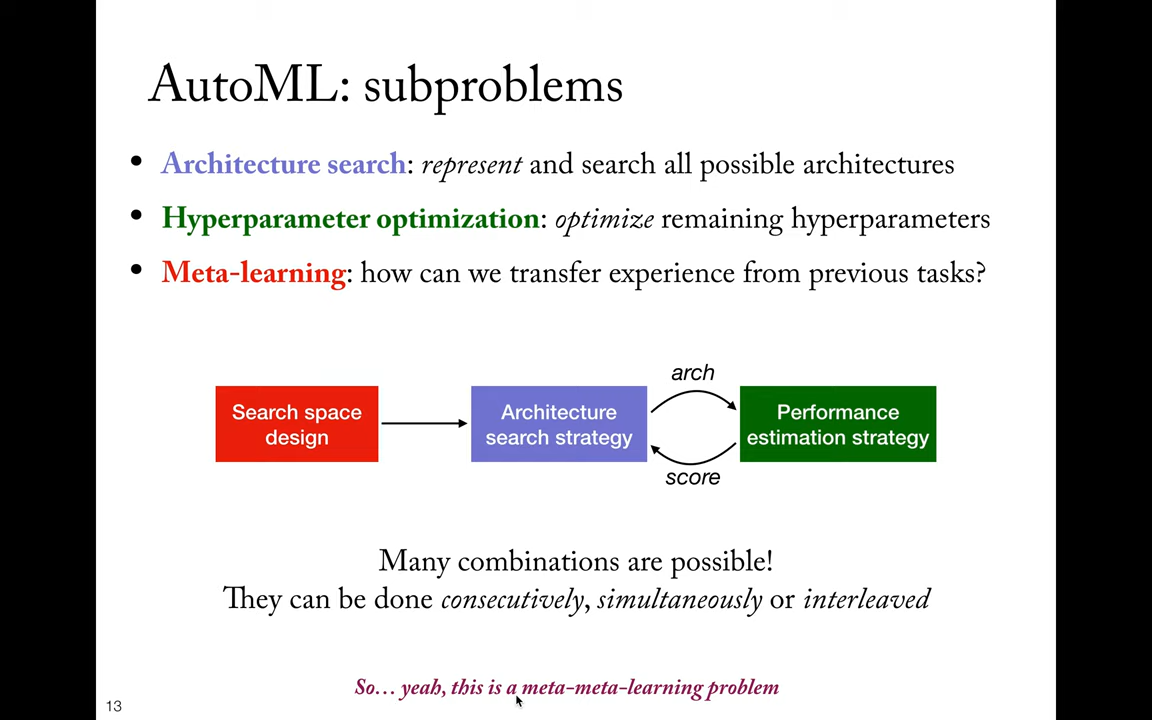 AutoML: subproblems
• Architecture search: represent and search all possible architectures
• Hyperparameter optimization: optimize remaining hyperparameters
• Meta-learning: how can we transfer experience from previous tasks?
arch
Search space
design
Architecture
search strategy
Performance
estimation strategy
score
Many combinations are possible!
They can be done consecutively, simultaneously or interleaved
So… yeah, this is a meta-meta-learning problem
13